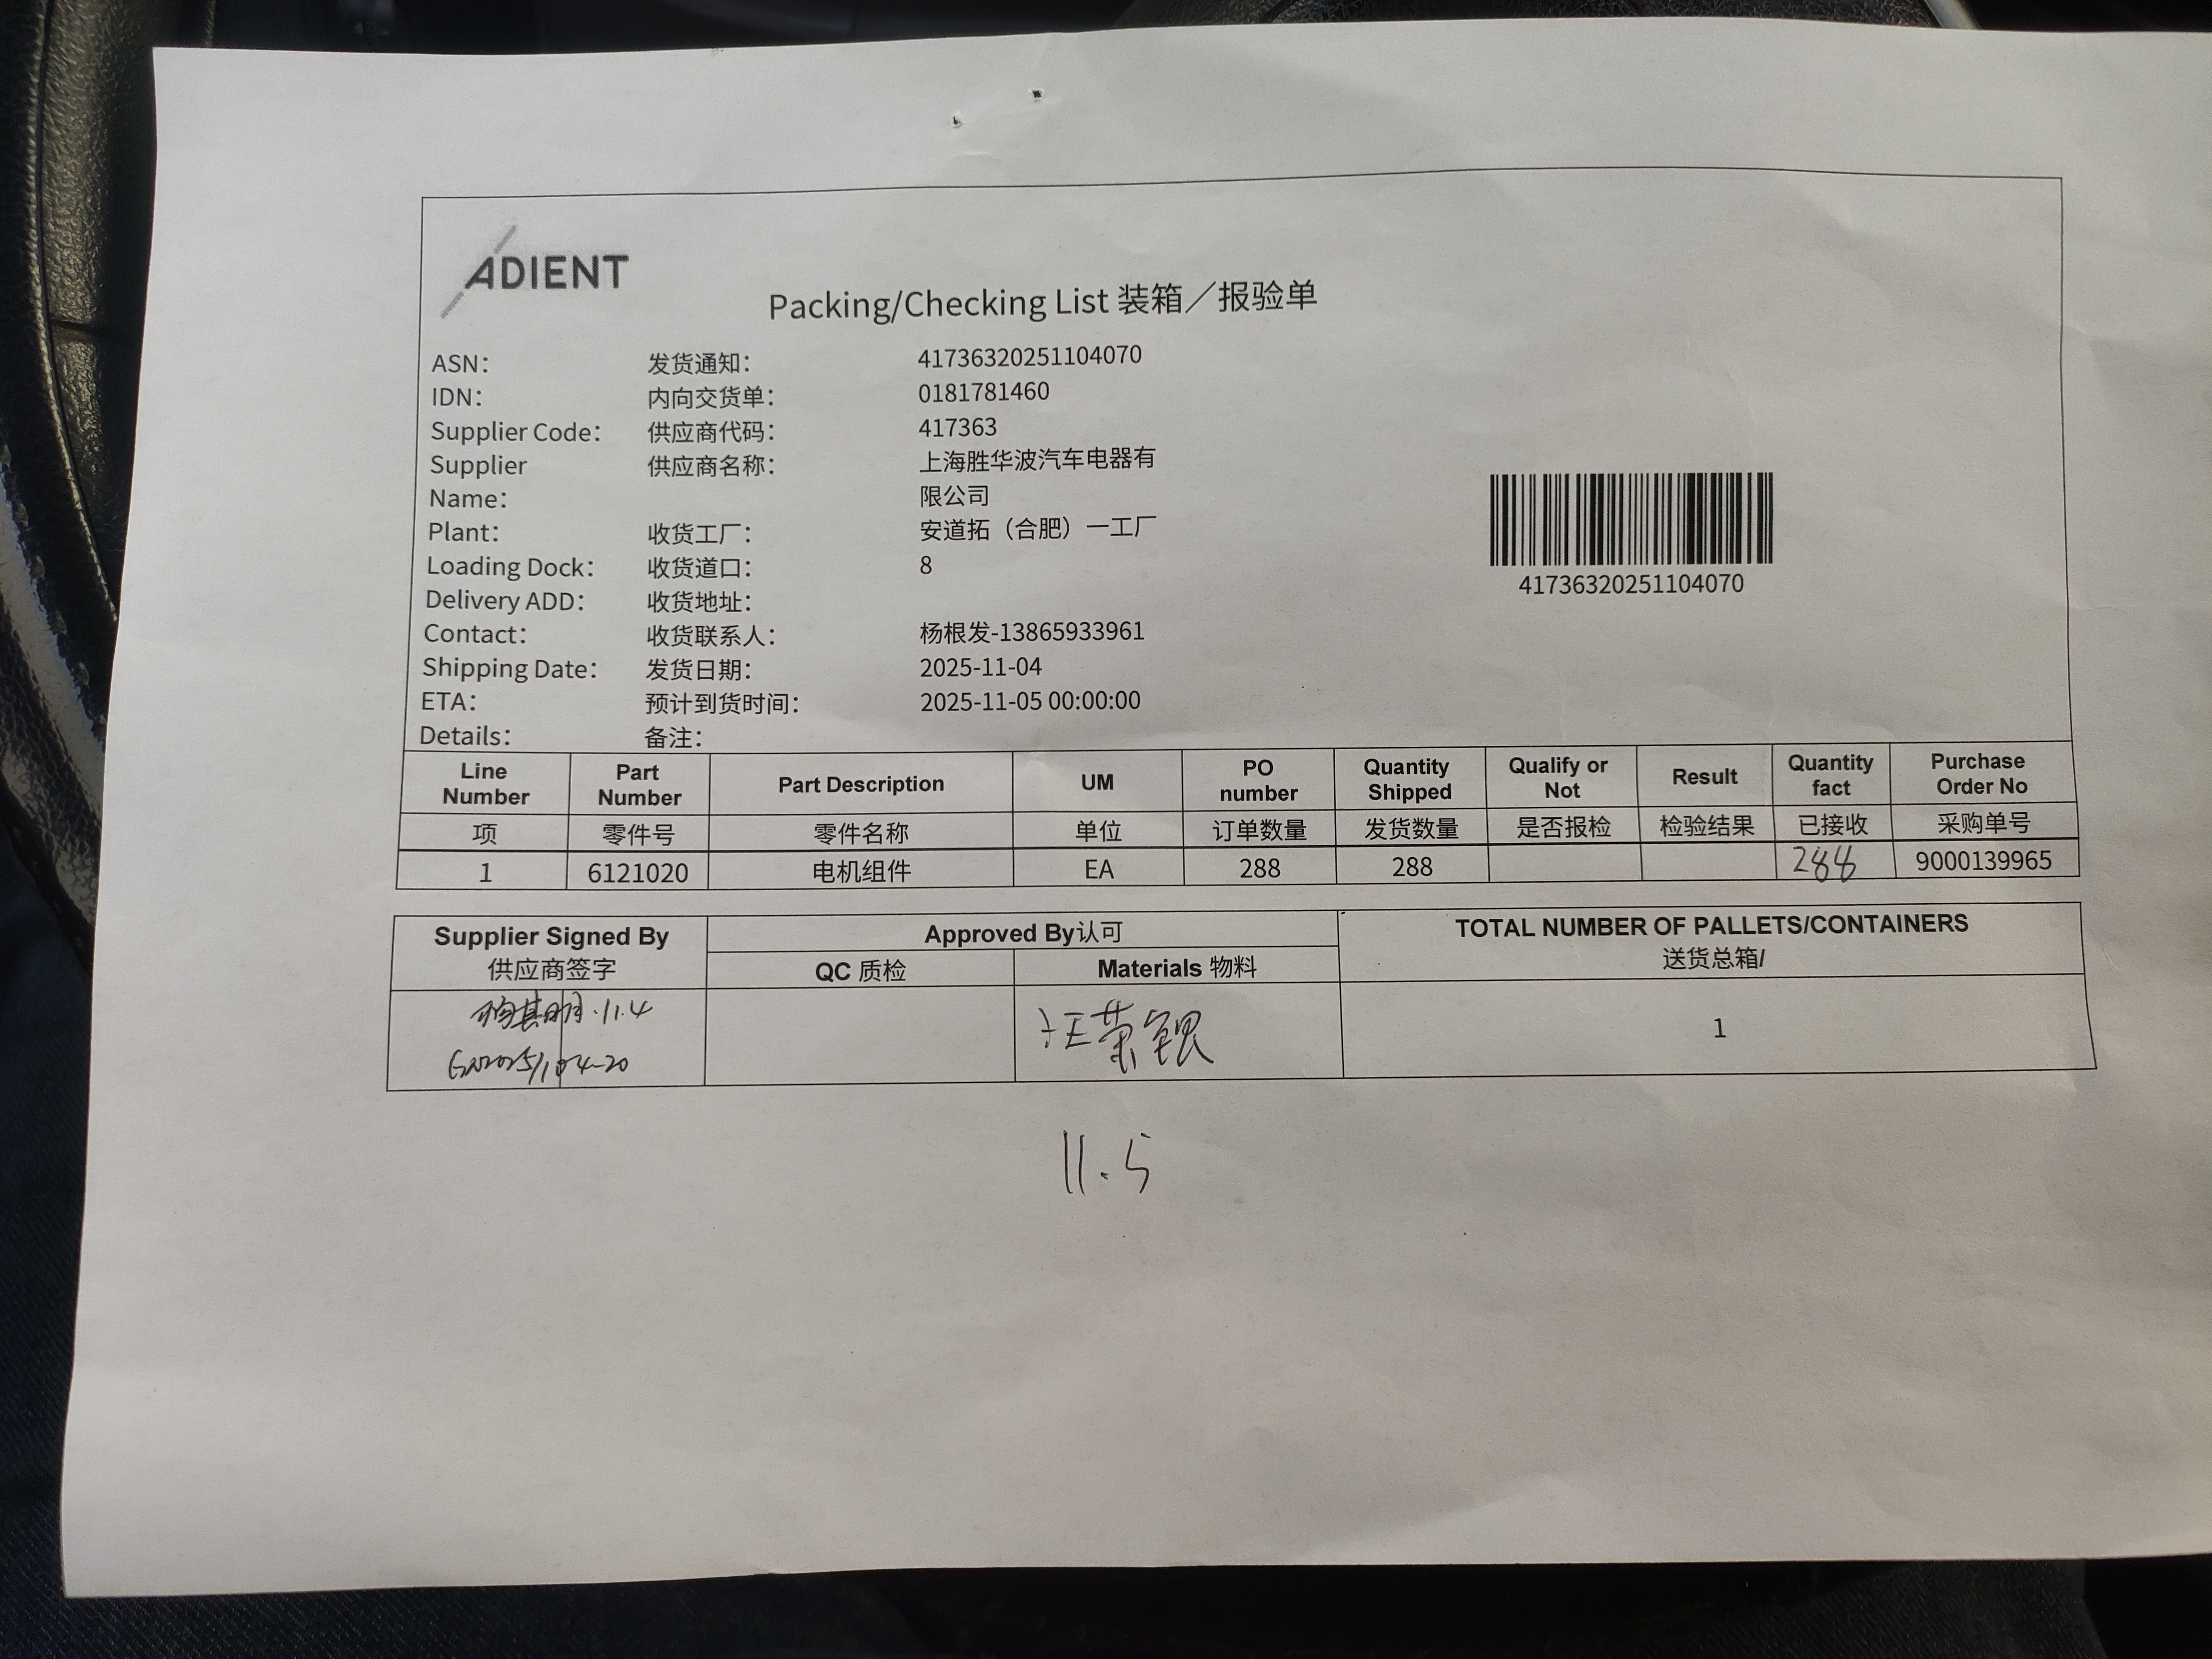 ADIENT
Packing/Checking List 装箱／报验单
ASN： 发货通知： 41736320251104070
IDN： 内向交货单： 0181781460
Supplier Code： 供应商代码： 417363
Supplier 供应商名称： 上海胜华波汽车电器有
Name： 限公司
Plant： 收货工厂： 安道拓（合肥）一工厂
Loading Dock： 收货道口： 8
Delivery ADD： 收货地址：
Contact： 收货联系人： 杨根发-13865933961
Shipping Date： 发货日期： 2025-11-04
ETA： 预计到货时间： 2025-11-05 00:00:00
Details： 备注：
41736320251104070
Line Number Part Number Part Description UM PO number Quantity Shipped Qualify or Not Result Quantity fact Purchase Order No
项 零件号 零件名称 单位 订单数量 发货数量 是否报检 检验结果 已接收 采购单号
1 6121020 电机组件 EA 288 288 288 9000139965
Supplier Signed By Approved By认可 TOTAL NUMBER OF PALLETS/CONTAINERS
供应商签字 QC 质检 Materials 物料 送货总箱/
11.4
1
11.5